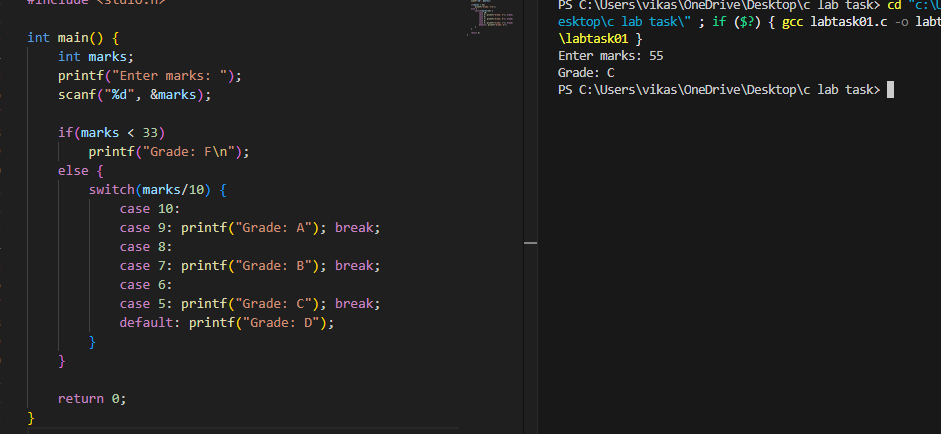 #include <stdio.h>
int main() {
int marks;
printf("Enter marks: ");
scanf("%d", &marks);
if(marks < 33)
printf("Grade: F\n");
else {
switch(marks/10) {
case 10:
case 9: printf("Grade: A"); break;
case 8:
case 7: printf("Grade: B"); break;
case 6:
case 5: printf("Grade: C"); break;
default: printf("Grade: D");
}
}
return 0;
}
PS C:\Users\vikas\OneDrive\Desktop\c lab task> cd "c:\U
esktop\c lab task\" ; if ($?) { gcc labtask01.c -o labt
\labtask01 }
Enter marks: 55
Grade: C
PS C:\Users\vikas\OneDrive\Desktop\c lab task>